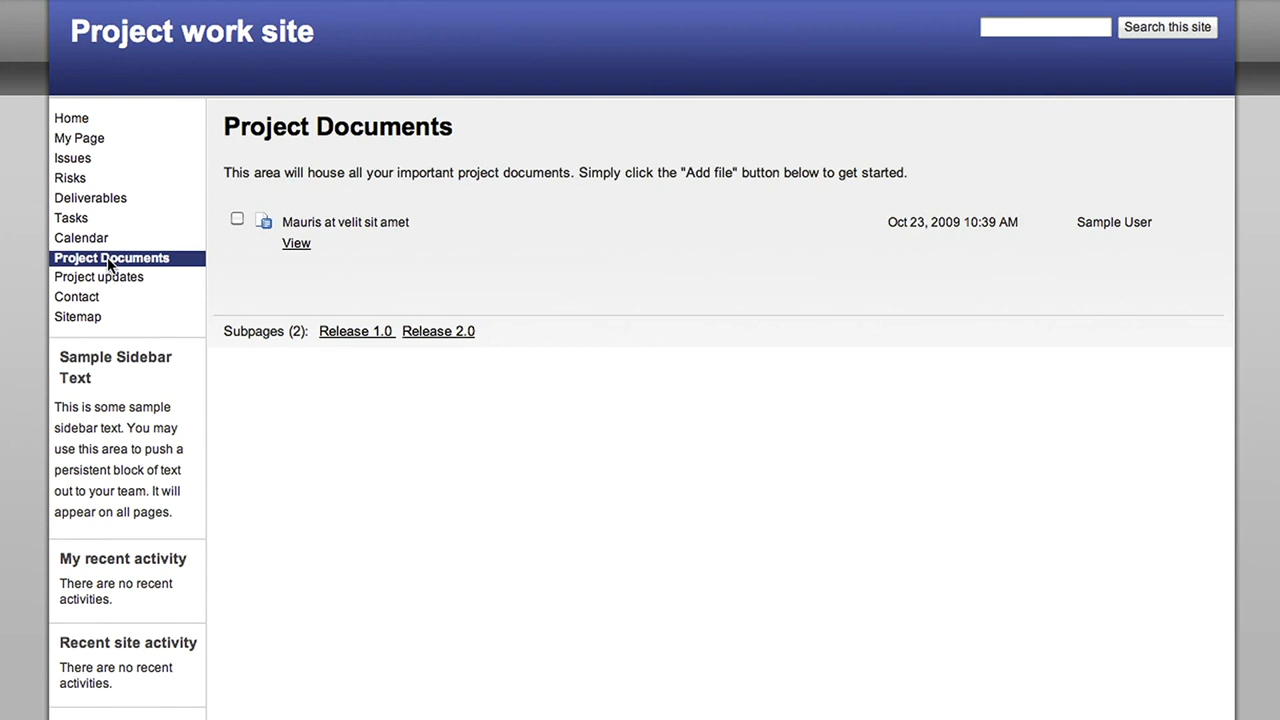 Project work site
Search this site
Home
My Page
Issues
Risks
Deliverables
Tasks
Calendar
Project Documents
Project updates
Contact
Sitemap
Sample Sidebar
Text
This is some sample
sidebar text. You may
use this area to push a
persistent block of text
out to your team. It will
appear on all pages.
My recent activity
There are no recent
activities.
Recent site activity
There are no recent
activities.
Project Documents
This area will house all your important project documents. Simply click the "Add file" button below to get started.
Mauris at velit sit amet Oct 23, 2009 10:39 AM Sample User
View
Subpages (2): Release 1.0 Release 2.0